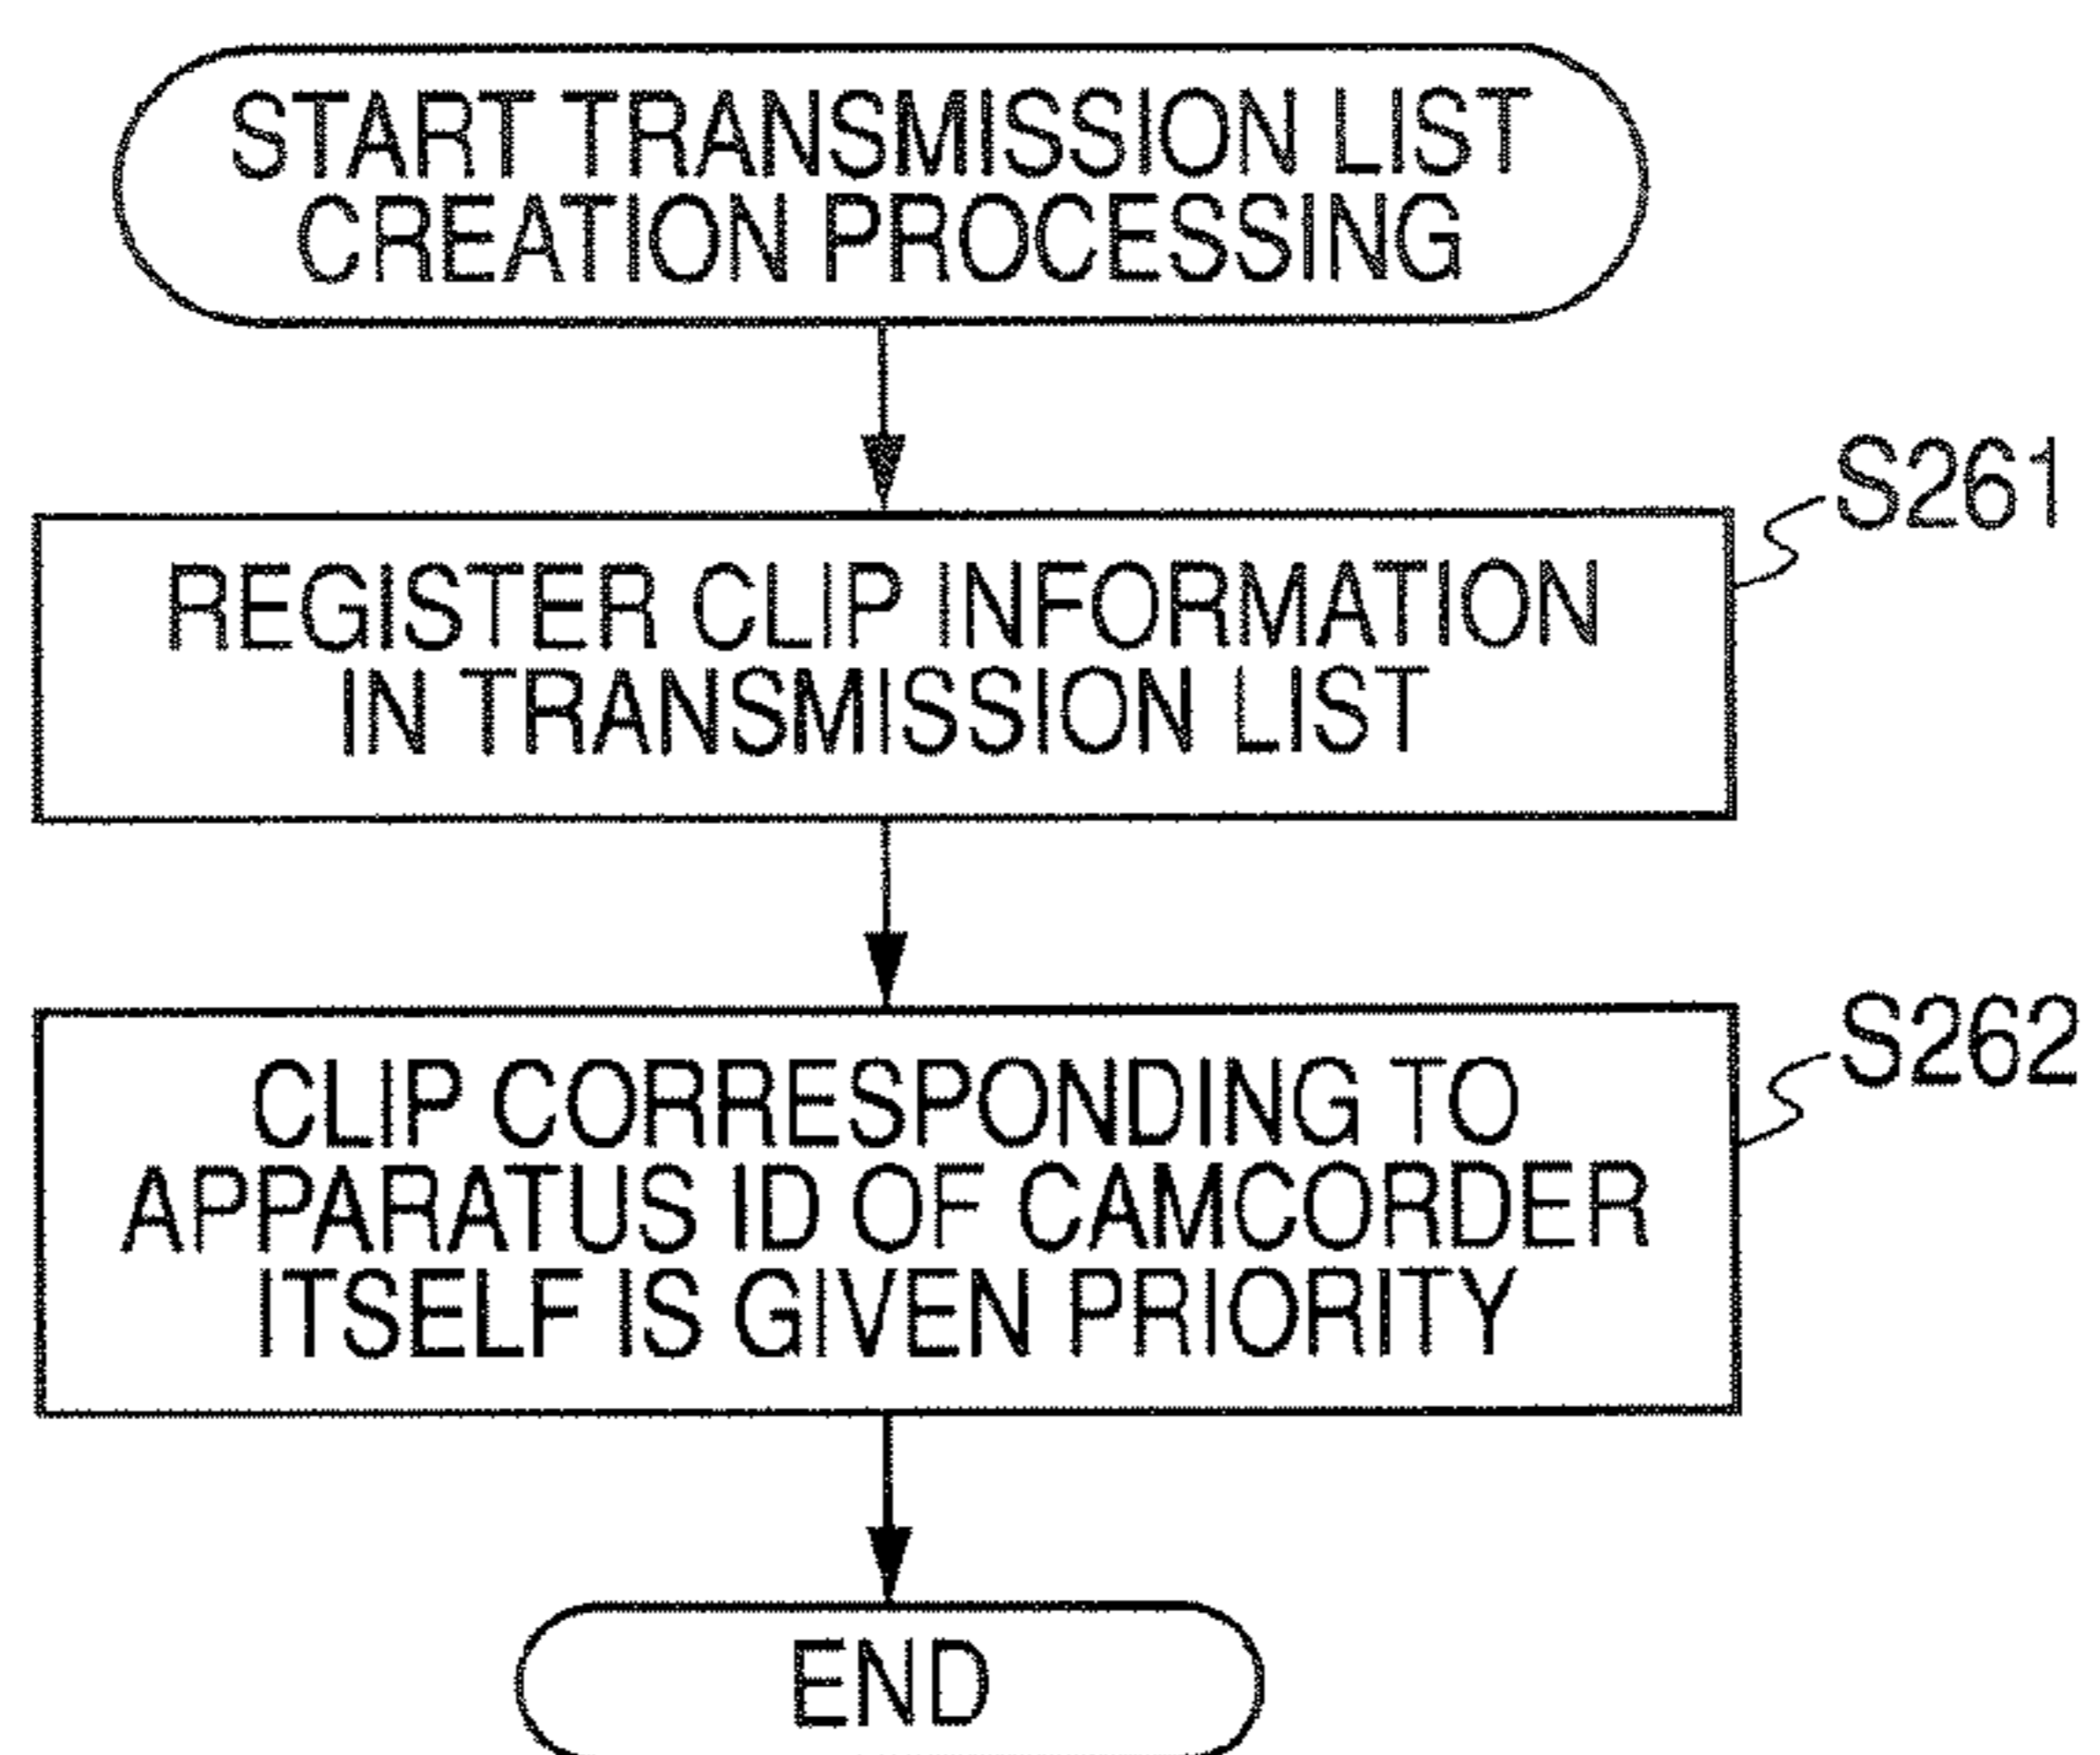 START TRANSMISSION LIST
CREATION PROCESSING
S261
REGISTER CLIP INFORMATION
IN TRANSMISSION LIST
S262
CLIP CORRESPONDING TO
APPARATUS ID OF CAMCORDER
ITSELF IS GIVEN PRIORITY
END